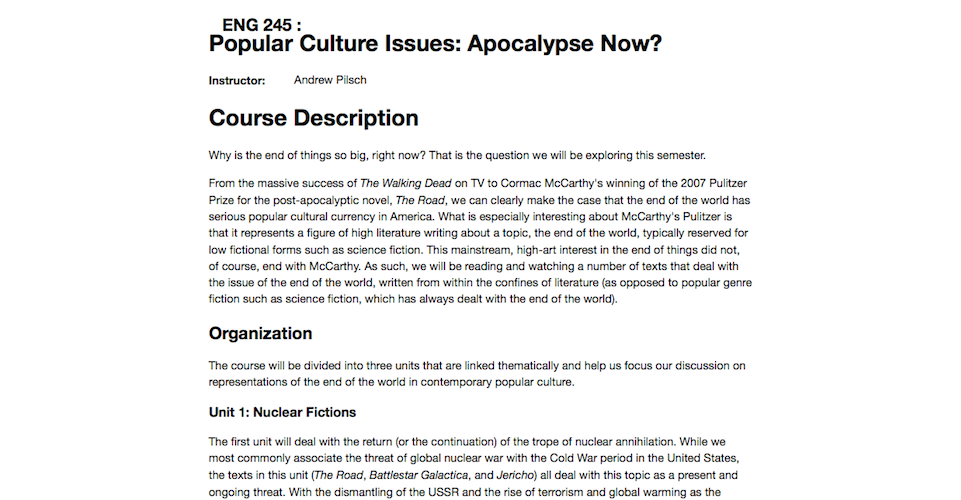 ENG 245 :
Popular Culture Issues: Apocalypse Now?
Instructor: Andrew Pilsch
Course Description
Why is the end of things so big, right now? That is the question we will be exploring this semester.
From the massive success of The Walking Dead on TV to Cormac McCarthy's winning of the 2007 Pulitzer
Prize for the post-apocalyptic novel, The Road, we can clearly make the case that the end of the world has
serious popular cultural currency in America. What is especially interesting about McCarthy's Pulitzer is
that it represents a figure of high literature writing about a topic, the end of the world, typically reserved for
low fictional forms such as science fiction. This mainstream, high-art interest in the end of things did not,
of course, end with McCarthy. As such, we will be reading and watching a number of texts that deal with
the issue of the end of the world, written from within the confines of literature (as opposed to popular genre
fiction such as science fiction, which has always dealt with the end of the world).
Organization
The course will be divided into three units that are linked thematically and help us focus our discussion on
representations of the end of the world in contemporary popular culture.
Unit 1: Nuclear Fictions
The first unit will deal with the return (or the continuation) of the trope of nuclear annihilation. While we
most commonly associate the threat of global nuclear war with the Cold War period in the United States,
the texts in this unit (The Road, Battlestar Galactica, and Jericho) all deal with this topic as a present and
ongoing threat. With the dismantling of the USSR and the rise of terrorism and global warming as the